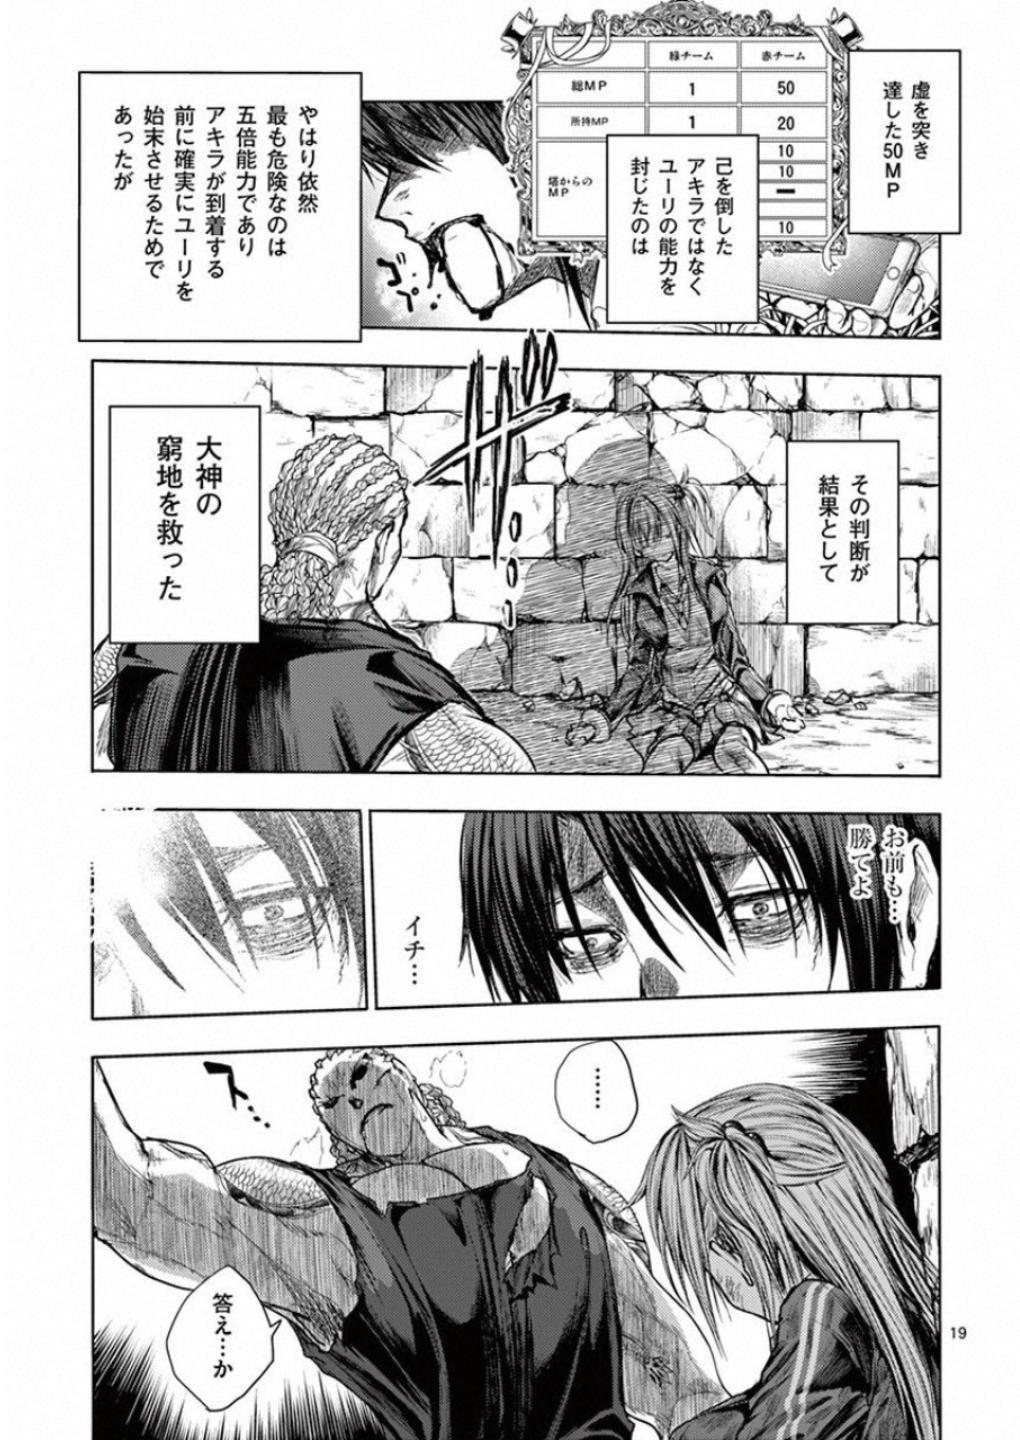 虚を突き
達した50MP
緑チーム
赤チーム
総MP
1
50
所持MP
1
20
塔からの
MP
10
10
ー
10
己を倒した
アキラではなく
ユーリの能力を
封じたのは
やはり依然
最も危険なのは
五倍能力であり
アキラが到着する
前に確実にユーリを
始末させるためで
あったが
ゴパ
その判断が
結果として
ザ
大神の
窮地を救った
お前も…
勝てよ
イチ…
……
ドッ…
答え…か
19